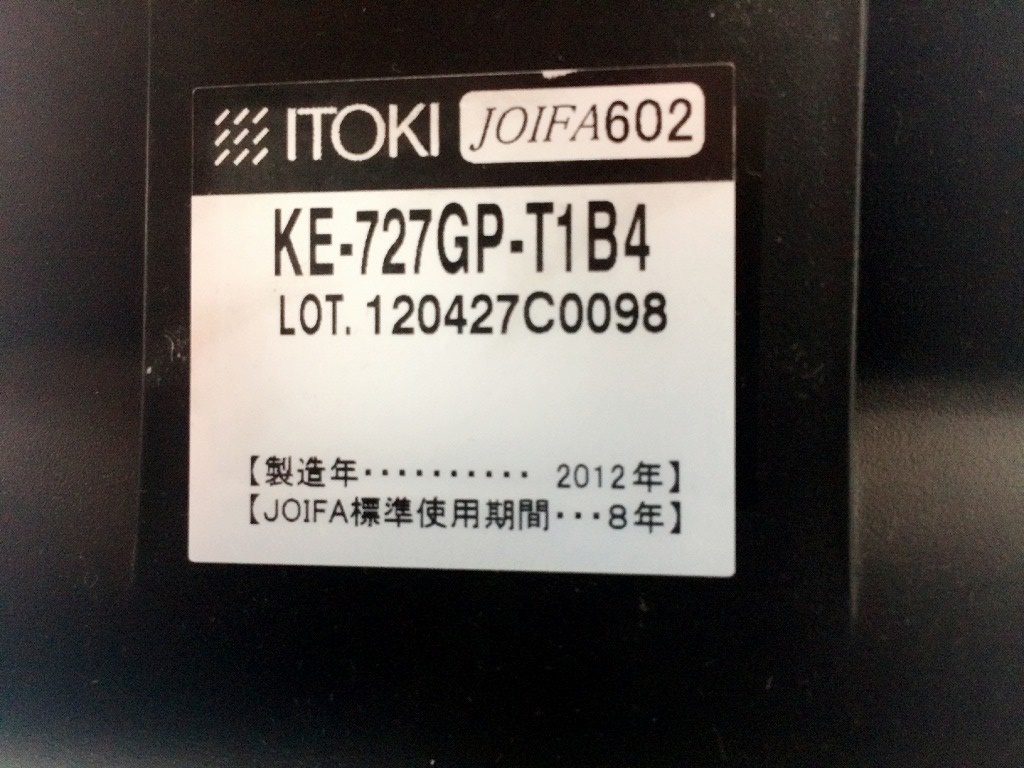 ITOKI JOIFA602
KE-727GP-T1B4
LOT. 120427C0098
【製造年・・・・・・・・・・ 2012年】
【JOIFA標準使用期間・・・8年】